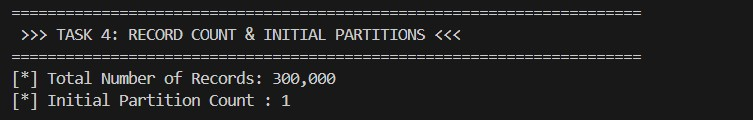 ======================================================================
 >>> TASK 4: RECORD COUNT & INITIAL PARTITIONS <<<
======================================================================
[*] Total Number of Records: 300,000
[*] Initial Partition Count : 1